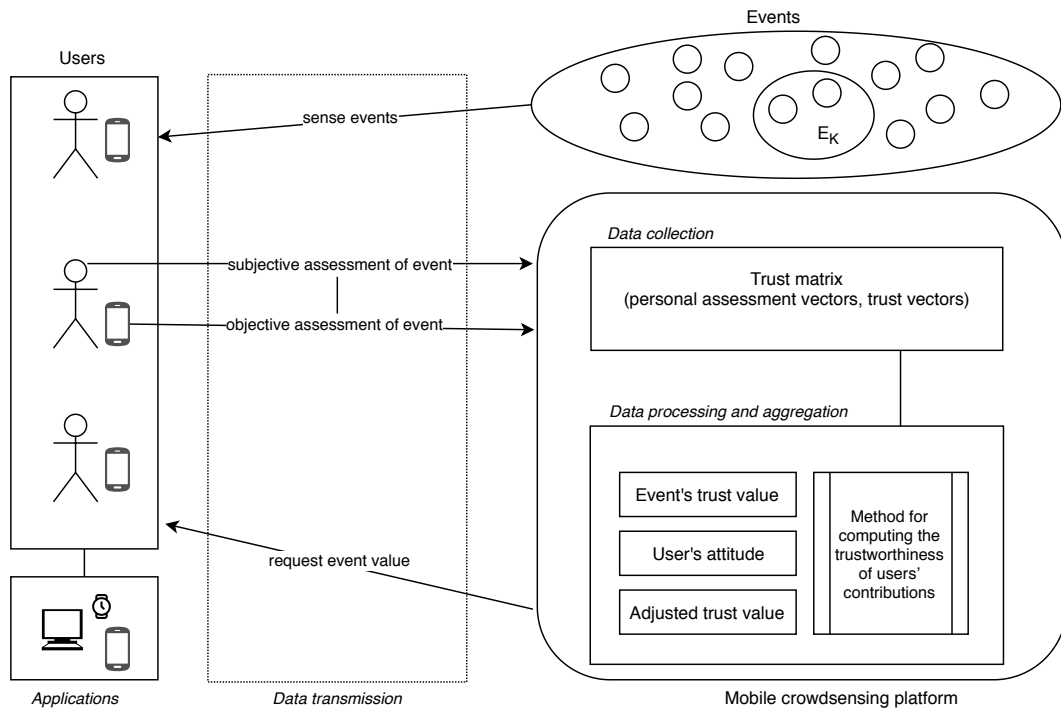 Events
Users
sense events
E_K
Data collection
Trust matrix
(personal assessment vectors, trust vectors)
subjective assessment of event
objective assessment of event
Data processing and aggregation
Event's trust value
User's attitude
Adjusted trust value
Method for
computing the
trustworthiness
of users’
contributions
request event value
Applications
Data transmission
Mobile crowdsensing platform